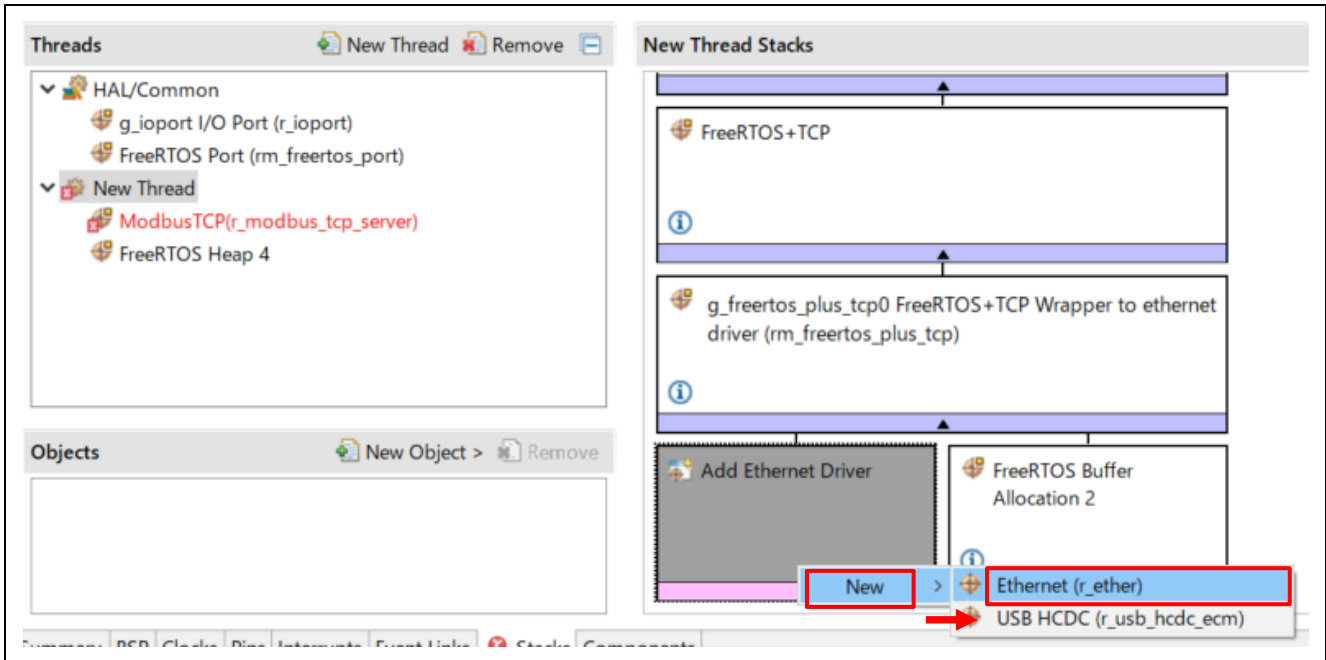 Threads
New Thread
Remove
HAL/Common
g_ioport I/O Port (r_ioport)
FreeRTOS Port (rm_freertos_port)
New Thread
ModbusTCP(r_modbus_tcp_server)
FreeRTOS Heap 4
Objects
New Object >
Remove
New Thread Stacks
FreeRTOS+TCP
g_freertos_plus_tcp0 FreeRTOS+TCP Wrapper to ethernet
driver (rm_freertos_plus_tcp)
Add Ethernet Driver
FreeRTOS Buffer
Allocation 2
New >
Ethernet (r_ether)
USB HCDC (r_usb_hcdc_ecm)
Summary BSP Clocks Pins Interrupts Event Links Stacks Components